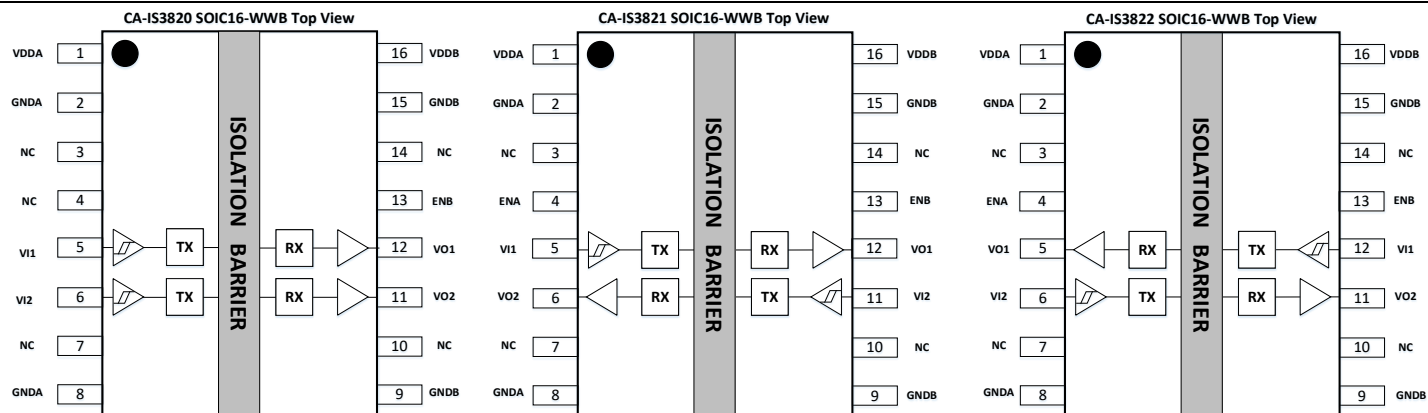 CA-IS3820 SOIC16-WWB Top View
VDDA 1 16 VDDB
GNDA 2 15 GNDB
NC 3 14 NC
NC 4 13 ENB
VI1 5 TX RX 12 VO1
VI2 6 TX RX 11 VO2
NC 7 10 NC
GNDA 8 9 GNDB
ISOLATION BARRIER
CA-IS3821 SOIC16-WWB Top View
VDDA 1 16 VDDB
GNDA 2 15 GNDB
NC 3 14 NC
ENA 4 13 ENB
VI1 5 TX RX 12 VO1
VO2 6 RX TX 11 VI2
NC 7 10 NC
GNDA 8 9 GNDB
ISOLATION BARRIER
CA-IS3822 SOIC16-WWB Top View
VDDA 1 16 VDDB
GNDA 2 15 GNDB
NC 3 14 NC
ENA 4 13 ENB
VO1 5 RX TX 12 VI1
VI2 6 TX RX 11 VO2
NC 7 10 NC
GNDA 8 9 GNDB
ISOLATION BARRIER